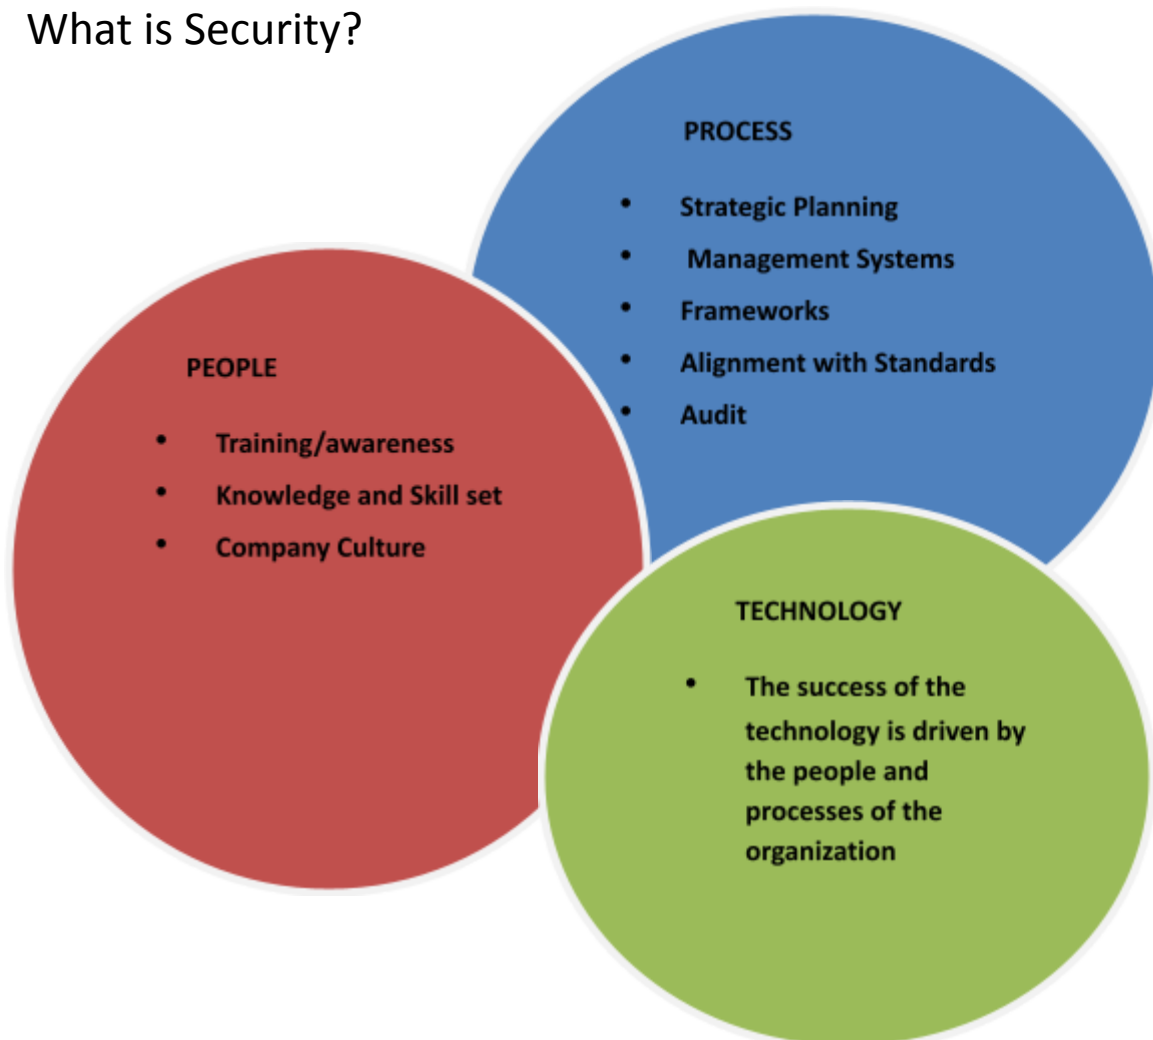 What is Security?
PROCESS
• Strategic Planning
• Management Systems
• Frameworks
• Alignment with Standards
• Audit
PEOPLE
• Training/awareness
• Knowledge and Skill set
• Company Culture
TECHNOLOGY
• The success of the
technology is driven by
the people and
processes of the
organization